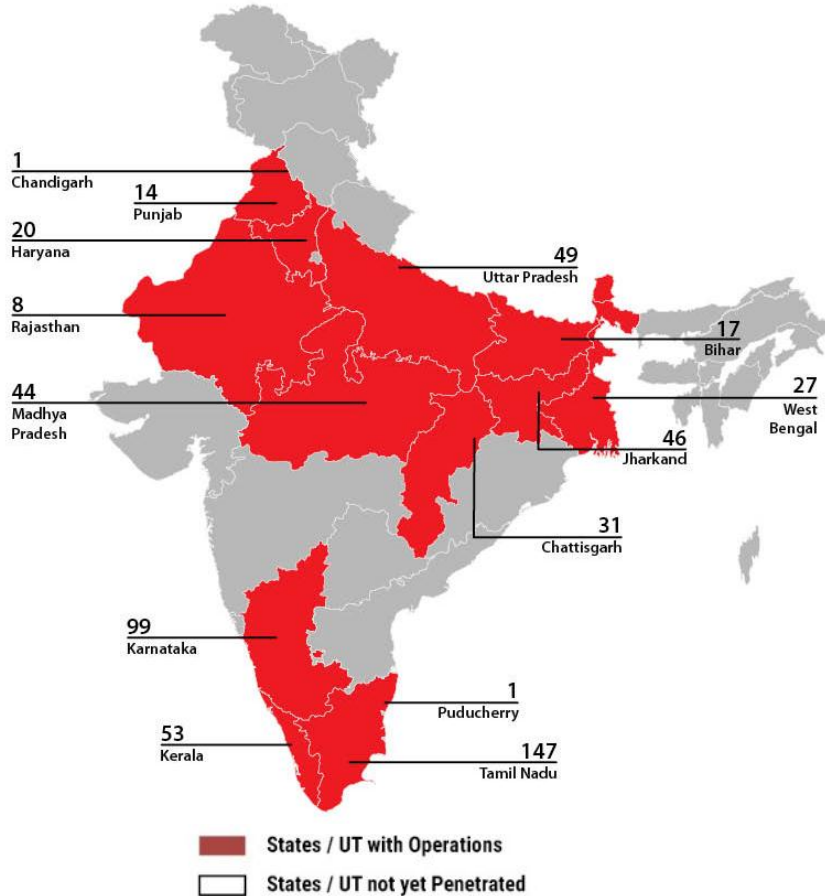 1
Chandigarh
14
Punjab
20
Haryana
49
Uttar Pradesh
8
Rajasthan
17
Bihar
44
Madhya
Pradesh
27
West
Bengal
46
Jharkand
31
Chattisgarh
99
Karnataka
1
Puducherry
53
Kerala
147
Tamil Nadu
States / UT with Operations
States / UT not yet Penetrated